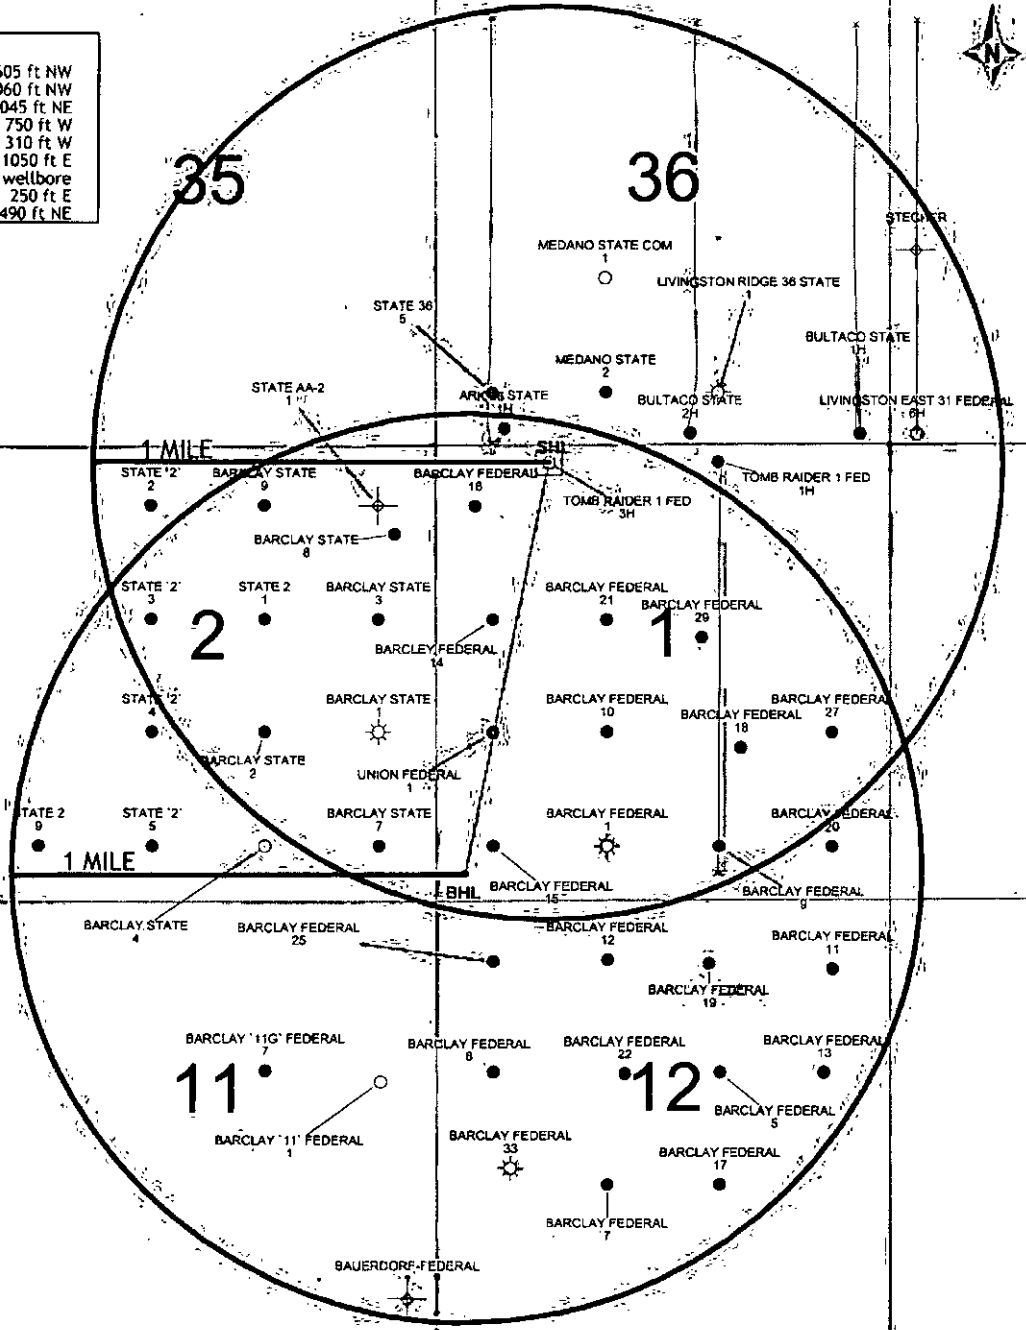 N
605 ft NW
060 ft NW
045 ft NE
750 ft W
310 ft W
1050 ft E
wellbore
250 ft E
490 ft NE
35
36
STECHER
MEDANO STATE COM
1
LIVINGSTON RIDGE 36 STATE
1
STATE 36
5
BULTACO STATE
1H
MEDANO STATE
2
STATE AA-2
1
STATE
1H
BULTACO STATE
2H
LIVINGSTON EAST 31 FEDERAL
6H
1 MILE
SHL
STATE '2'
2
BARCLAY STATE
9
BARCLAY FEDERAL
16
TOMB RAIDER 1 FED
1H
TOMB RAIDER 1 FED
3H
BARCLAY STATE
8
STATE '2'
3
STATE 2
1
BARCLAY STATE
3
BARCLAY FEDERAL
21
BARCLAY FEDERAL
29
2
1
BARCLEY FEDERAL
14
STATE '2'
4
BARCLAY STATE
1
BARCLAY FEDERAL
10
BARCLAY FEDERAL
27
BARCLAY FEDERAL
18
BARCLAY STATE
2
UNION FEDERAL
1
STATE 2
9
STATE '2'
5
BARCLAY STATE
7
BARCLAY FEDERAL
1
BARCLAY FEDERAL
20
1 MILE
BHL
BARCLAY FEDERAL
15
BARCLAY FEDERAL
9
BARCLAY STATE
4
BARCLAY FEDERAL
25
BARCLAY FEDERAL
12
BARCLAY FEDERAL
11
BARCLAY FEDERAL
19
BARCLAY '11G' FEDERAL
7
BARCLAY FEDERAL
8
BARCLAY FEDERAL
22
BARCLAY FEDERAL
13
11
12
BARCLAY FEDERAL
5
BARCLAY '11' FEDERAL
1
BARCLAY FEDERAL
33
BARCLAY FEDERAL
17
BARCLAY FEDERAL
7
BAUERDORF-FEDERAL